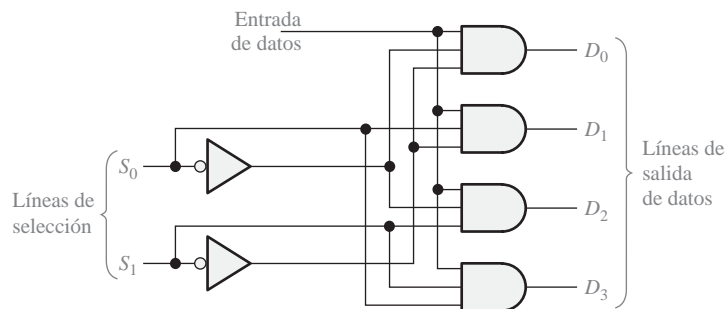 Entrada
de datos
D₀
D₁
Líneas de
selección
S₀
S₁
D₂
D₃
Líneas de
salida
de datos